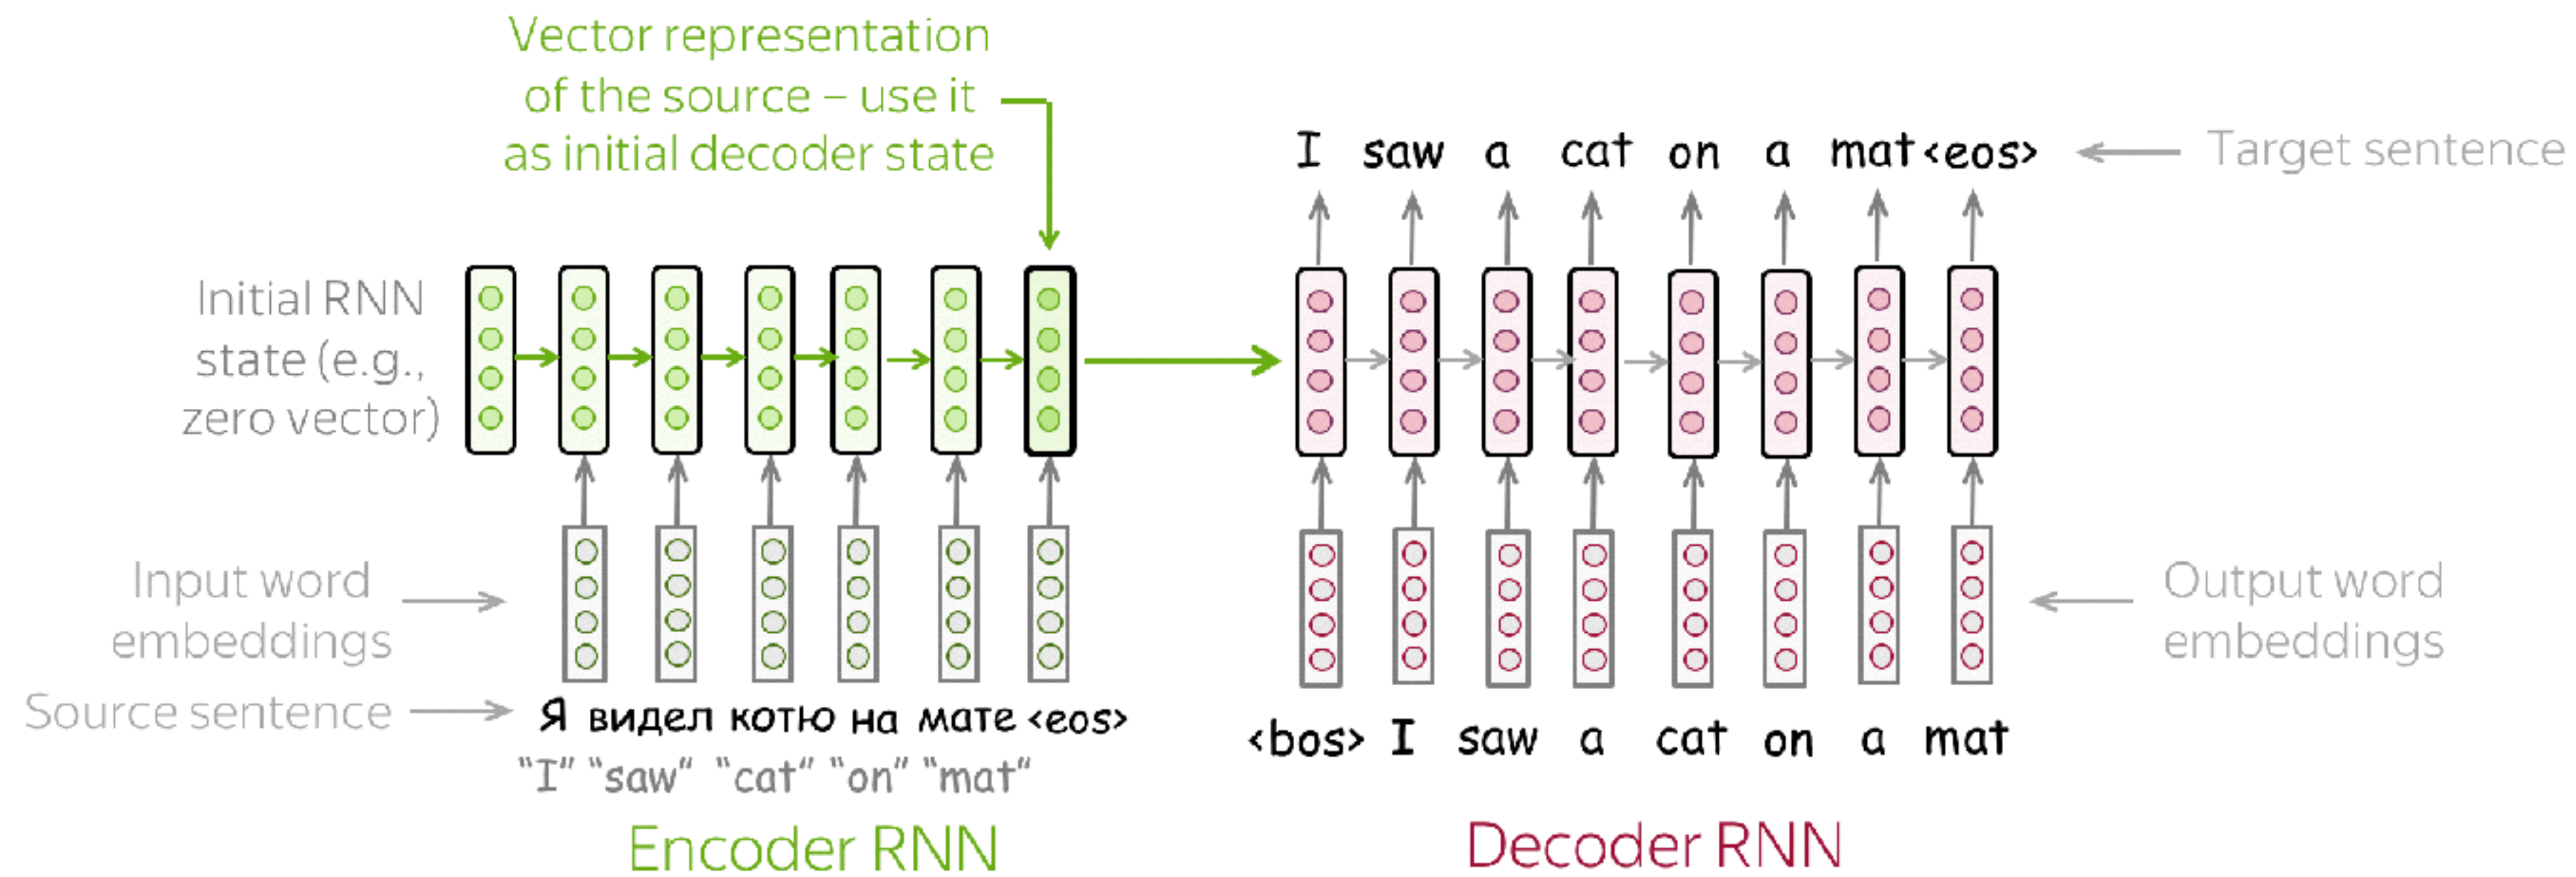 Vector representation
of the source – use it
as initial decoder state
I saw a cat on a mat <eos>
Target sentence
Initial RNN
state (e.g.,
zero vector)
Input word
embeddings
Output word
embeddings
Source sentence
Я видел котю на мате <eos>
"I" "saw" "cat" "on" "mat"
<bos> I saw a cat on a mat
Encoder RNN
Decoder RNN